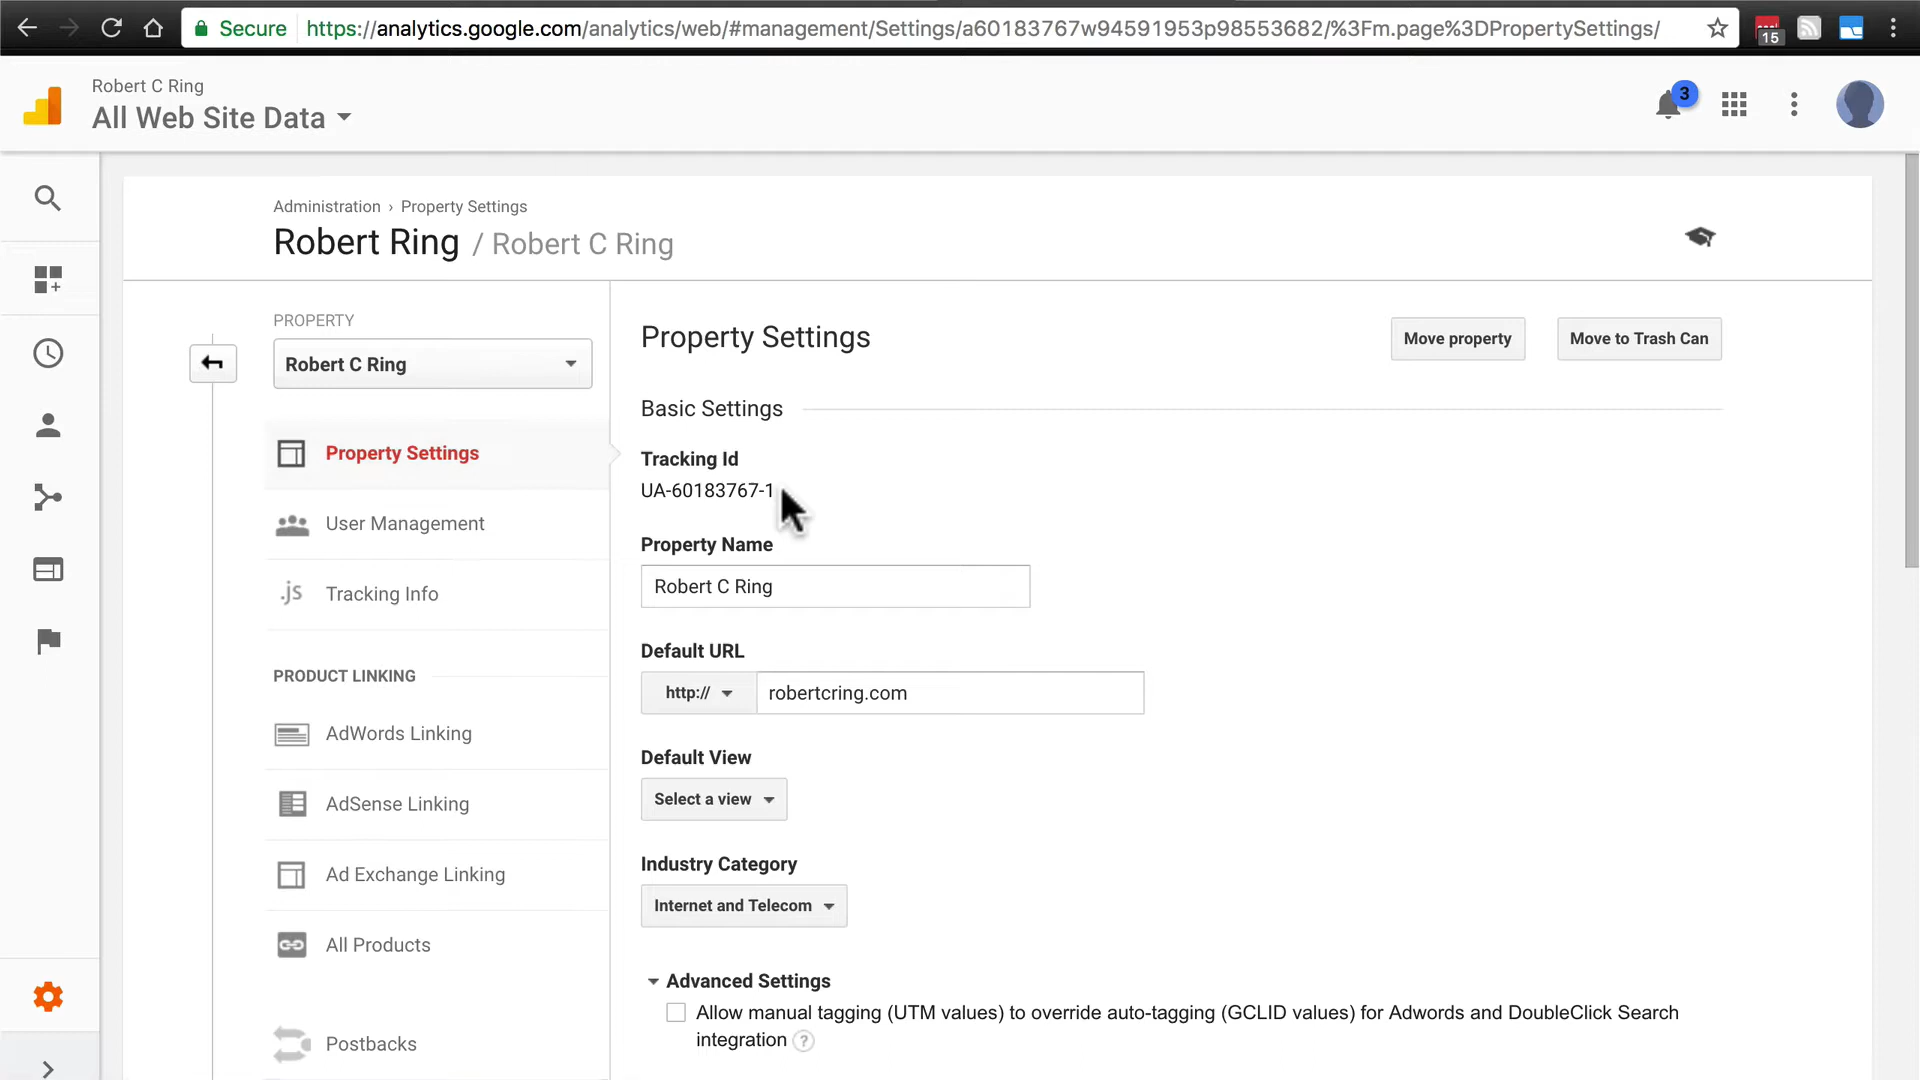 Secure https://analytics.google.com/analytics/web/#management/Settings/a60183767w94591953p98553682/%3Fm.page%3DPropertySettings/
15
Robert C Ring
All Web Site Data
3
Administration › Property Settings
Robert Ring / Robert C Ring
PROPERTY
Robert C Ring
Property Settings
User Management
.js Tracking Info
PRODUCT LINKING
AdWords Linking
AdSense Linking
Ad Exchange Linking
All Products
Postbacks
Property Settings
Move property
Move to Trash Can
Basic Settings
Tracking Id
UA-60183767-1
Property Name
Robert C Ring
Default URL
http:// robertcring.com
Default View
Select a view
Industry Category
Internet and Telecom
Advanced Settings
Allow manual tagging (UTM values) to override auto-tagging (GCLID values) for Adwords and DoubleClick Search
integration ?